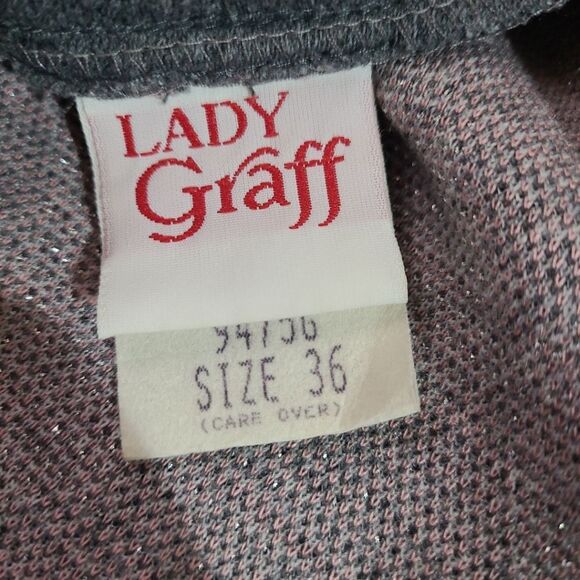 LADY
Graff
SIZE 36
(CARE OVER)